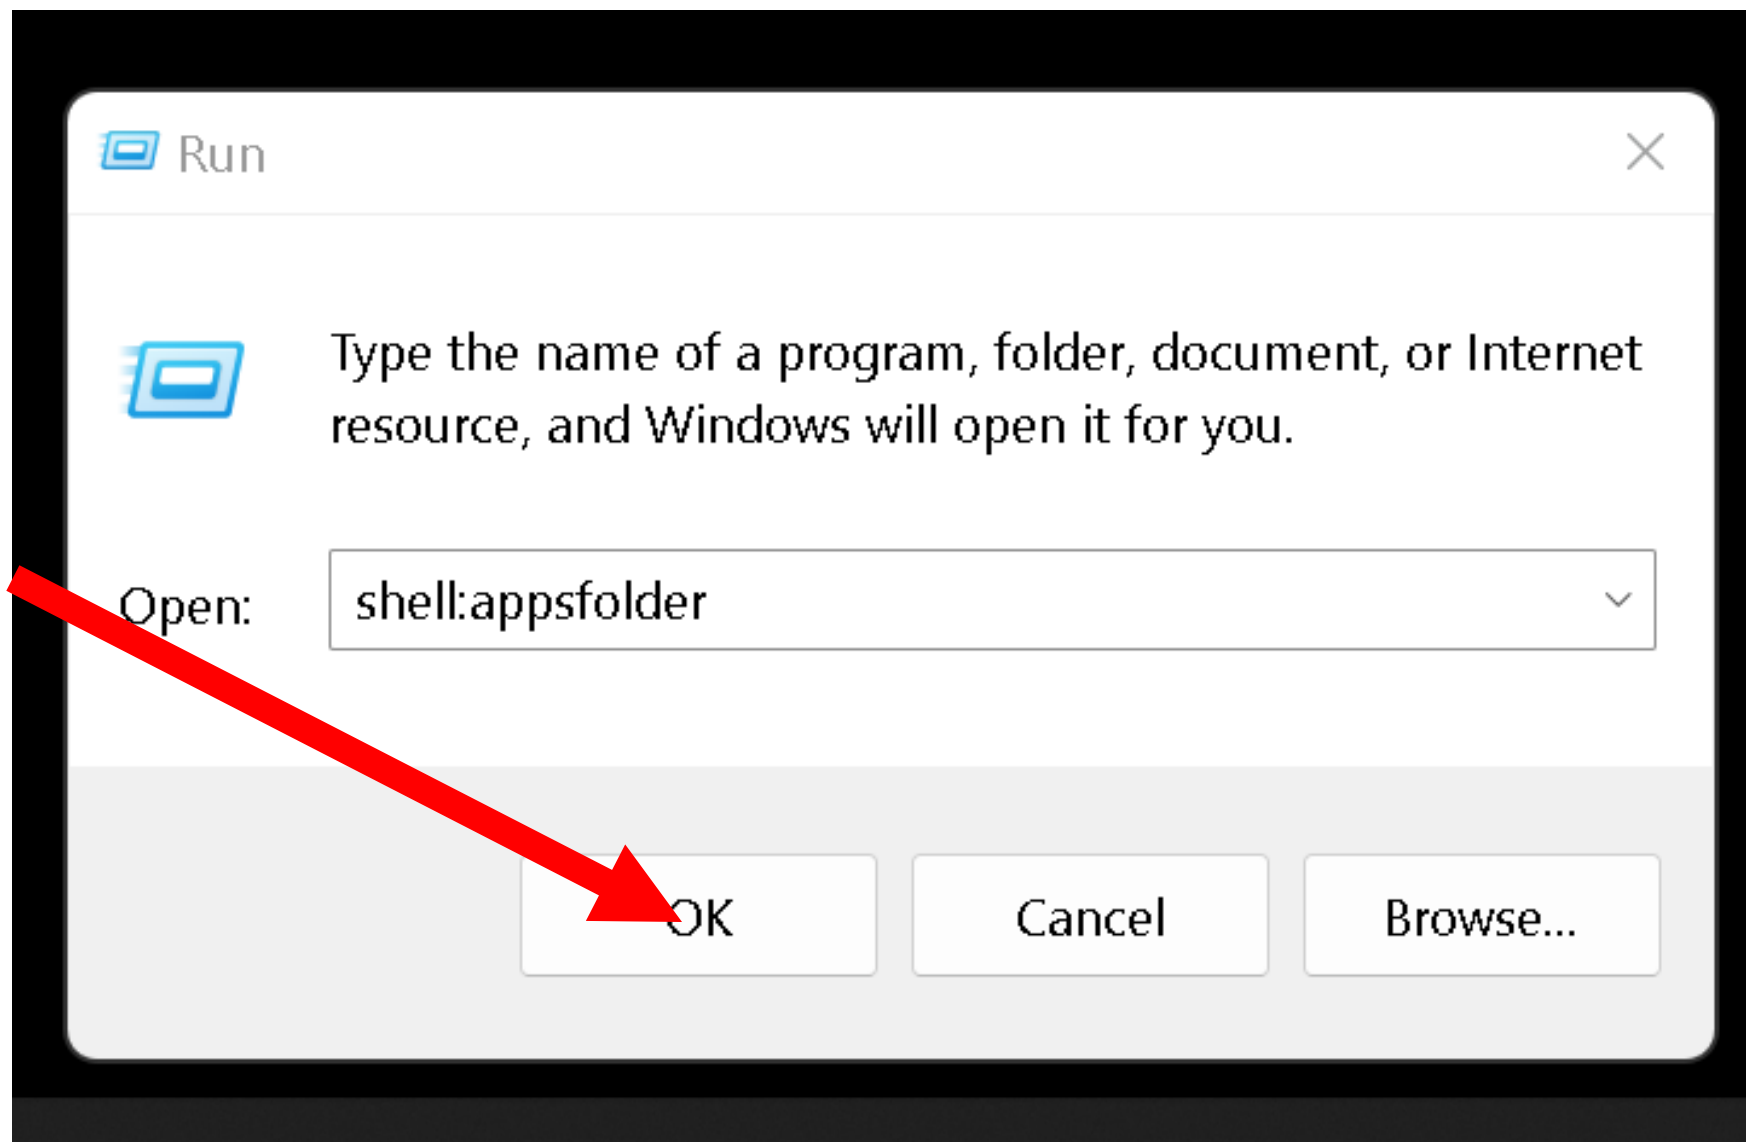 Run
Type the name of a program, folder, document, or Internet
resource, and Windows will open it for you.
Open:
shell:appsfolder
OK
Cancel
Browse...